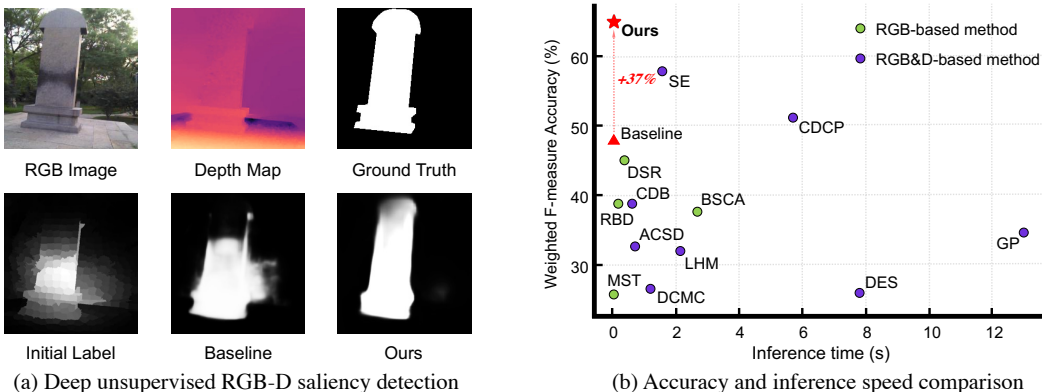 RGB Image
Depth Map
Ground Truth
Initial Label
Baseline
Ours
(a) Deep unsupervised RGB-D saliency detection
Weighted F-measure Accuracy (%)
60
50
40
30
0
2
4
6
8
10
12
Inference time (s)
RGB-based method
RGB&D-based method
Ours
+37%
SE
CDCP
Baseline
DSR
CDB
RBD
BSCA
ACSD
LHM
GP
MST
DCMC
DES
(b) Accuracy and inference speed comparison